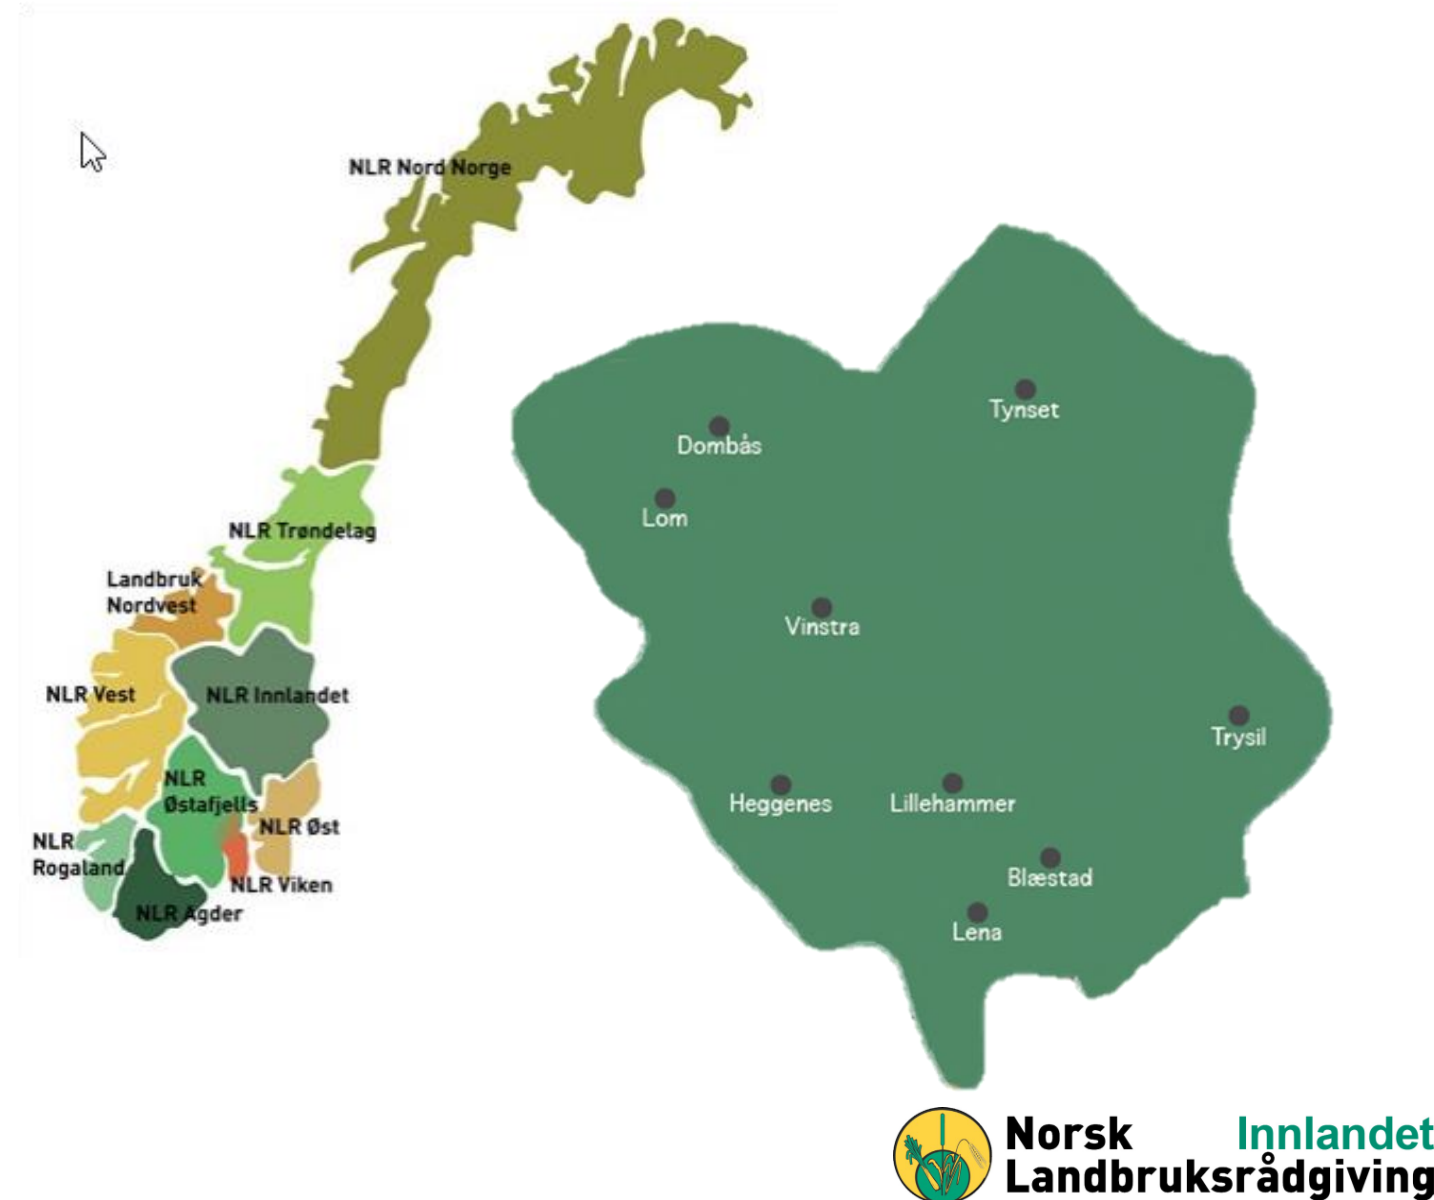 NLR Nord Norge
NLR Trøndelag
Landbruk
Nordvest
NLR Vest
NLR Innlandet
NLR
Østafjells
NLR Øst
NLR
Rogaland
NLR Viken
NLR Agder
Tynset
Dombås
Lom
Vinstra
Trysil
Heggenes
Lillehammer
Blæstad
Lena
Norsk Innlandet
Landbruksrådgiving